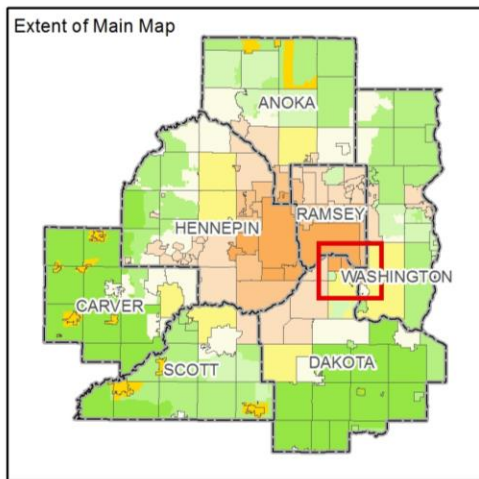 Extent of Main Map
ANOKA
RAMSEY
HENNEPIN
WASHINGTON
CARVER
SCOTT
DAKOTA